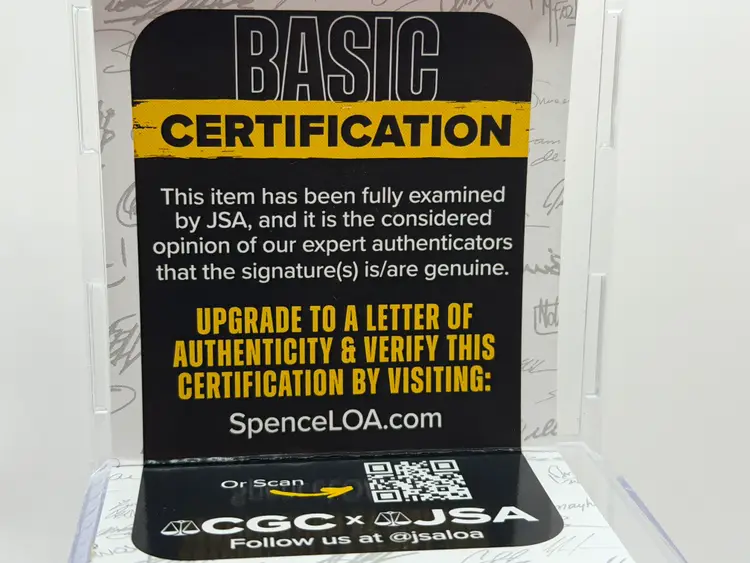 BASIC
CERTIFICATION
This item has been fully examined
by JSA, and it is the considered
opinion of our expert authenticators
that the signature(s) is/are genuine.
UPGRADE TO A LETTER OF
AUTHENTICITY & VERIFY THIS
CERTIFICATION BY VISITING:
SpenceLOA.com
Or Scan
CGC x JSA
Follow us at @jsaloa